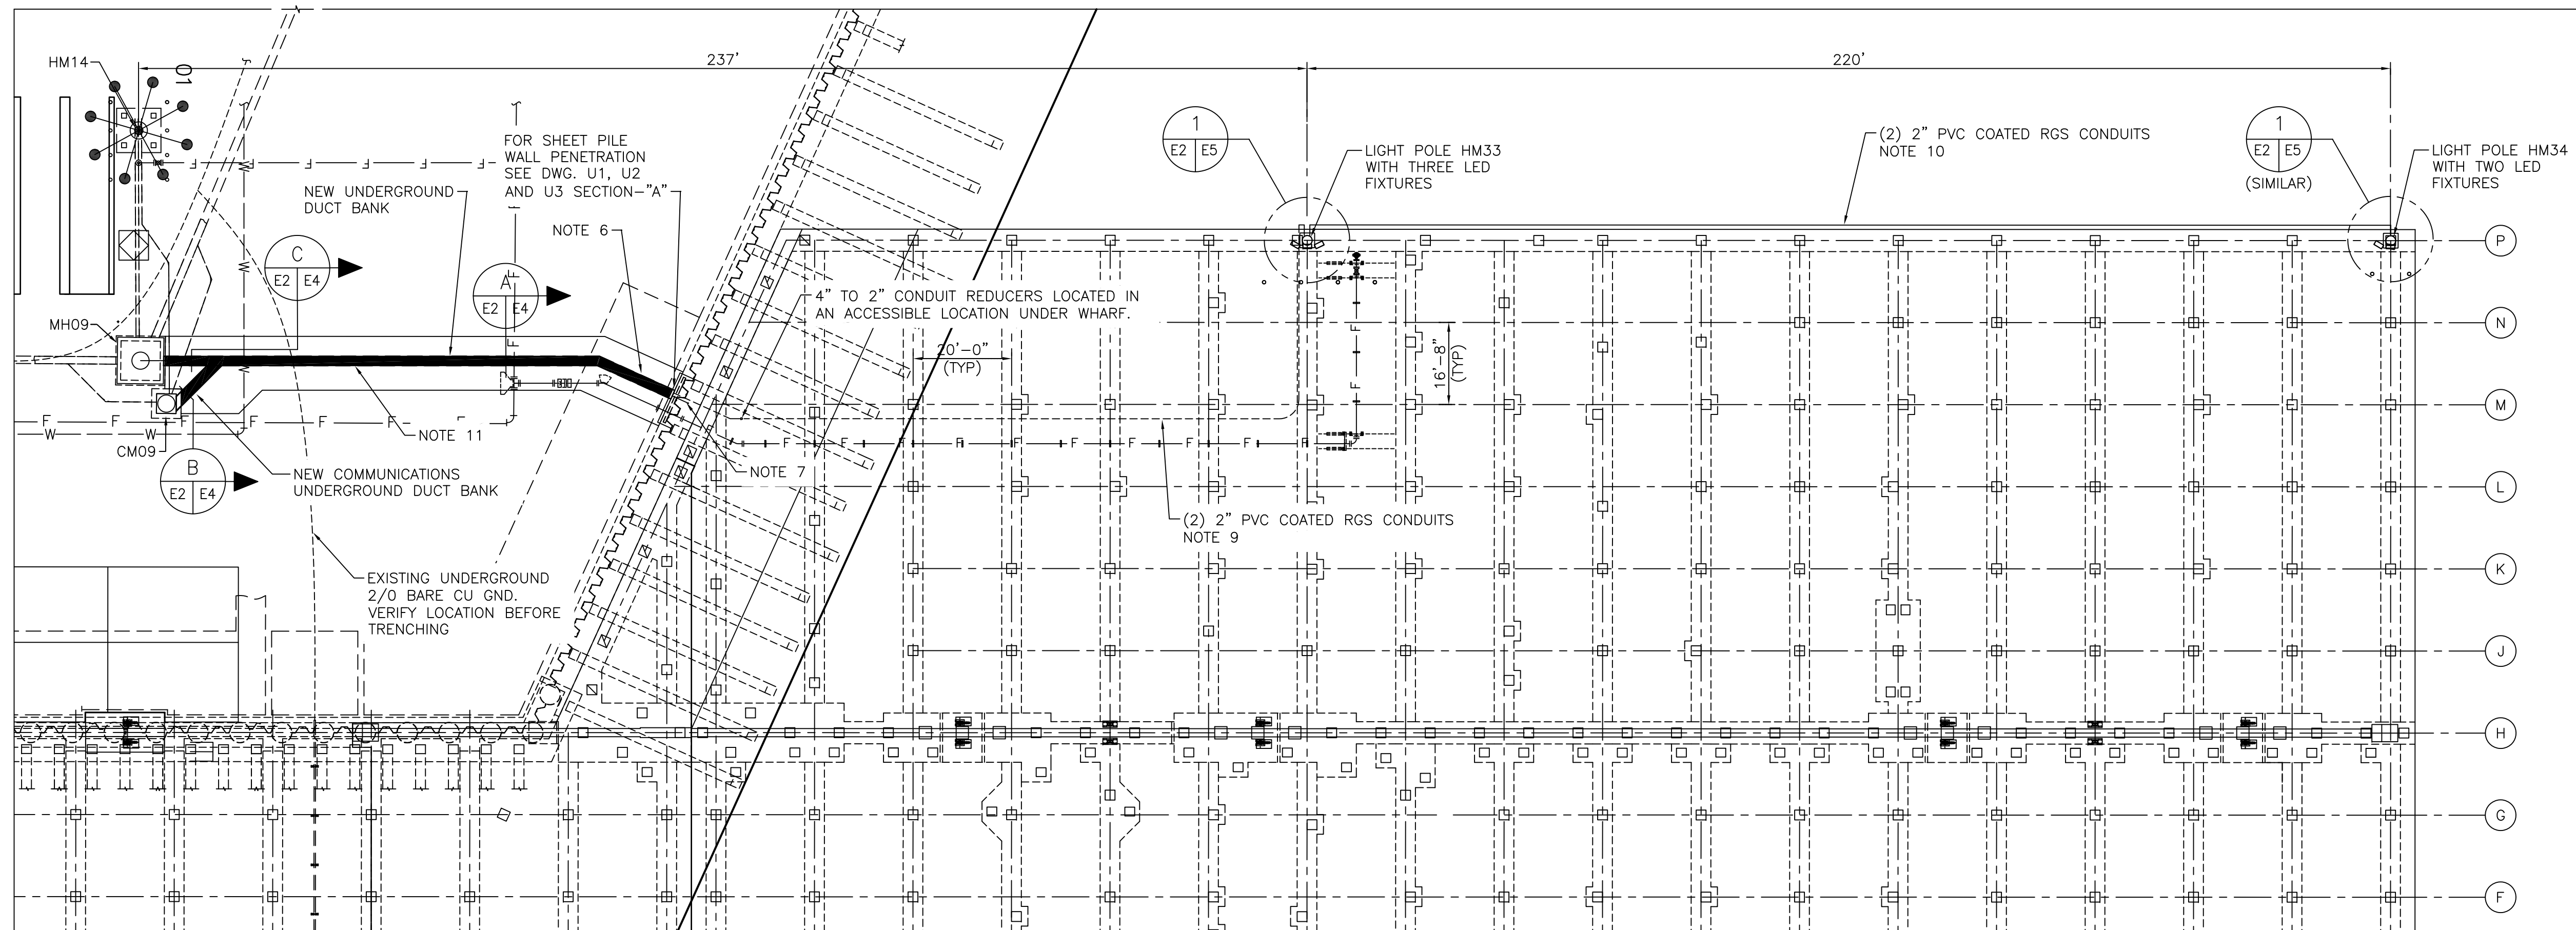 237'
220'
HM14
01
FOR SHEET PILE
WALL PENETRATION
SEE DWG. U1, U2
AND U3 SECTION-"A"
NEW UNDERGROUND
DUCT BANK
NOTE 6
C
E2 E4
A
E2 E4
MH09
CM09
B
E2 E4
NOTE 11
NEW COMMUNICATIONS
UNDERGROUND DUCT BANK
EXISTING UNDERGROUND
2/0 BARE CU GND.
VERIFY LOCATION BEFORE
TRENCHING
NOTE 7
4" TO 2" CONDUIT REDUCERS LOCATED IN
AN ACCESSIBLE LOCATION UNDER WHARF.
20'-0"
(TYP)
16'-8"
(TYP)
(2) 2" PVC COATED RGS CONDUITS
NOTE 9
1
E2 E5
LIGHT POLE HM33
WITH THREE LED
FIXTURES
(2) 2" PVC COATED RGS CONDUITS
NOTE 10
1
E2 E5
(SIMILAR)
LIGHT POLE HM34
WITH TWO LED
FIXTURES
F F F F
F F F F F F
W W
W W
F F F
F F F F F F F F F
F F F
P
N
M
L
K
J
H
G
F